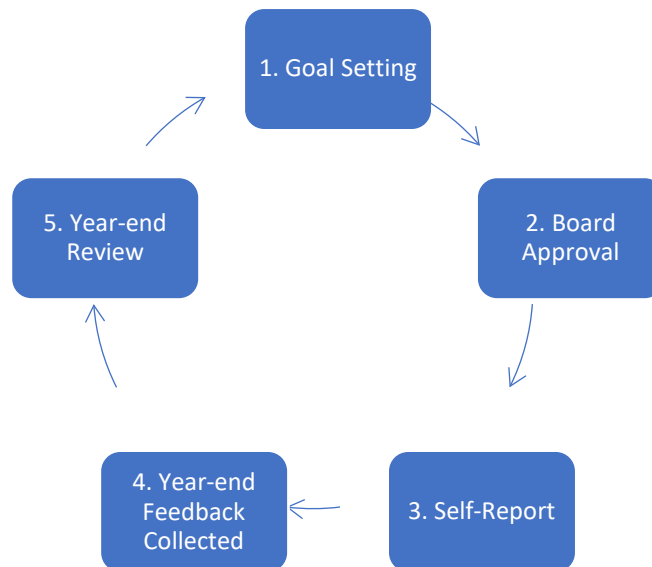 1. Goal Setting
2. Board
Approval
3. Self-Report
4. Year-end
Feedback
Collected
5. Year-end
Review